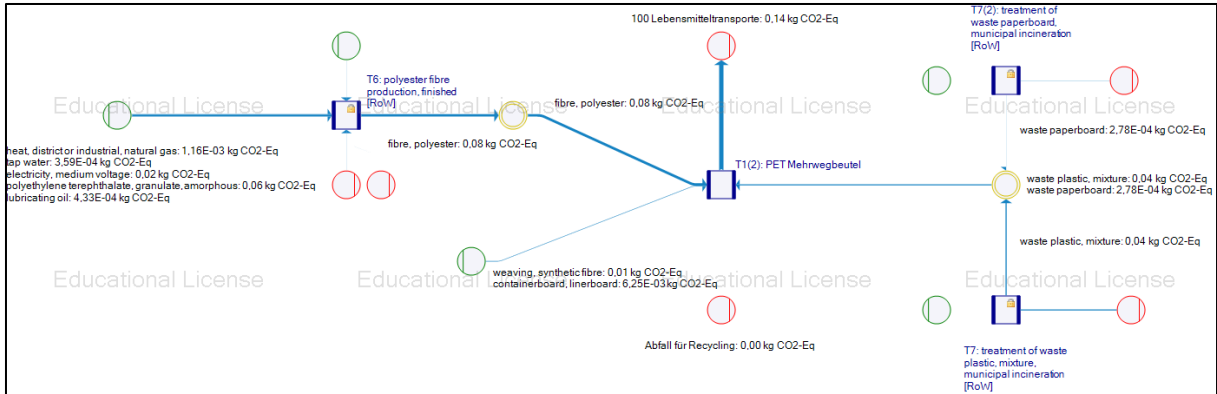 100 Lebensmitteltransporte: 0,14 kg CO2-Eq
T7(2): treatment of
waste paperboard,
municipal incineration
[RoW]
T6: polyester fibre
production, finished
[RoW]
Educational License
Educational License
Educational License
Educational License
fibre, polyester: 0,08 kg CO2-Eq
fibre, polyester: 0,08 kg CO2-Eq
waste paperboard: 2,78E-04 kg CO2-Eq
heat, district or industrial, natural gas: 1,16E-03 kg CO2-Eq
tap water: 3,59E-04 kg CO2-Eq
electricity, medium voltage: 0,02 kg CO2-Eq
polyethylene terephthalate, granulate, amorphous: 0,06 kg CO2-Eq
lubricating oil: 4,33E-04 kg CO2-Eq
T1(2): PET Mehrwegbeutel
waste plastic, mixture: 0,04 kg CO2-Eq
waste paperboard: 2,78E-04 kg CO2-Eq
waste plastic, mixture: 0,04 kg CO2-Eq
weaving, synthetic fibre: 0,01 kg CO2-Eq
containerboard, linerboard: 6,25E-03 kg CO2-Eq
Educational License
Educational License
Educational License
Educational License
Abfall für Recycling: 0,00 kg CO2-Eq
T7: treatment of waste
plastic, mixture,
municipal incineration
[RoW]